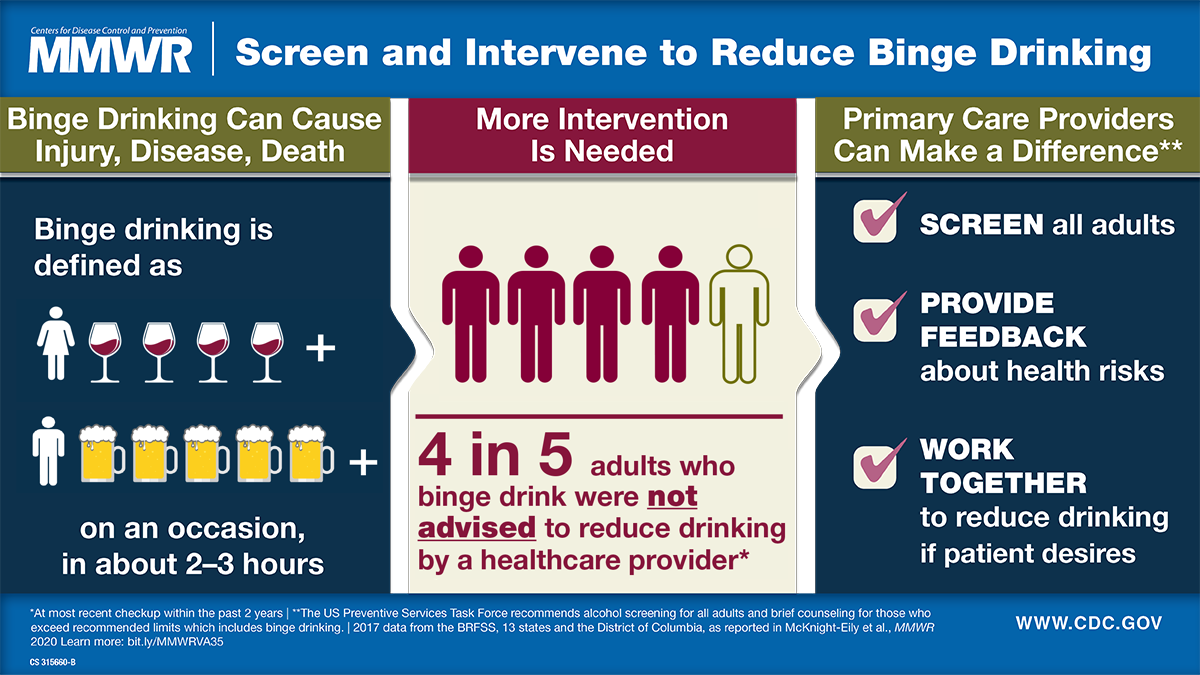 Centers for Disease Control and Prevention
MMWR
Screen and Intervene to Reduce Binge Drinking
Binge Drinking Can Cause
Injury, Disease, Death
Binge drinking is
defined as
+
+
on an occasion,
in about 2–3 hours
More Intervention
Is Needed
4 in 5 adults who
binge drink were not
advised to reduce drinking
by a healthcare provider*
Primary Care Providers
Can Make a Difference**
SCREEN all adults
PROVIDE
FEEDBACK
about health risks
WORK
TOGETHER
to reduce drinking
if patient desires
*At most recent checkup within the past 2 years | **The US Preventive Services Task Force recommends alcohol screening for all adults and brief counseling for those who
exceed recommended limits which includes binge drinking. | 2017 data from the BRFSS, 13 states and the District of Columbia, as reported in McKnight-Eily et al., MMWR
2020 Learn more: bit.ly/MMWRVA35
CS 315660-B
WWW.CDC.GOV